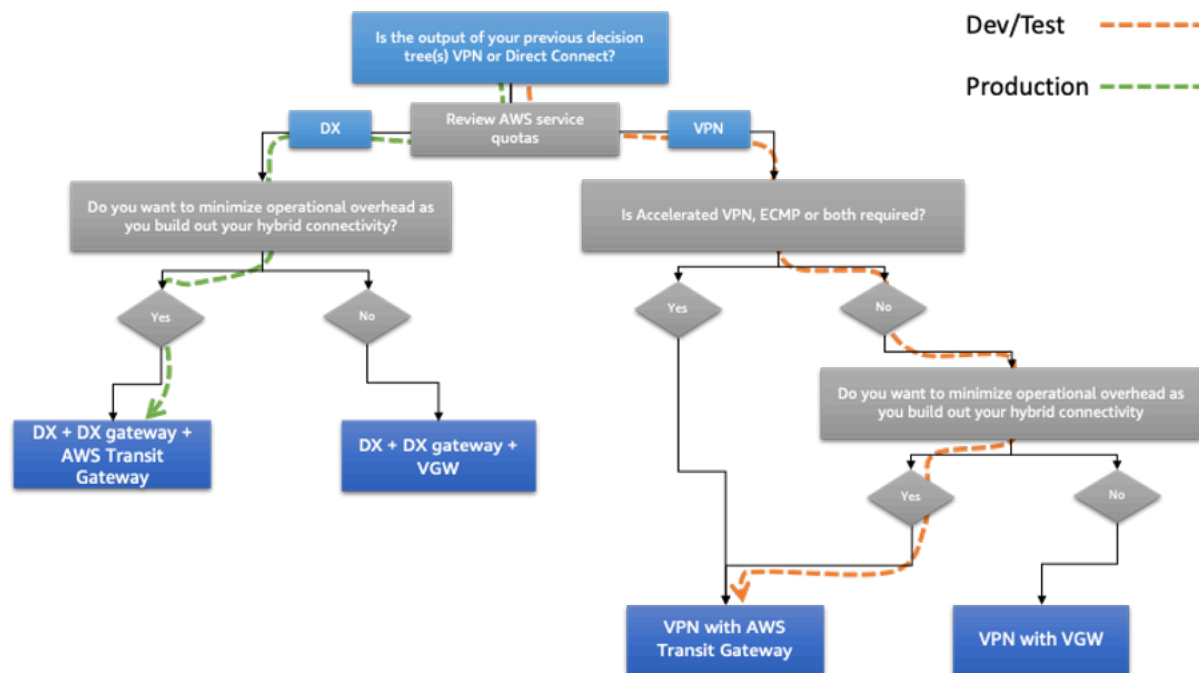 Dev/Test
Is the output of your previous decision
tree(s) VPN or Direct Connect?
Production
DX
Review AWS service
quotas
VPN
Do you want to minimize operational overhead as
you build out your hybrid connectivity?
Is Accelerated VPN, ECMP or both required?
Yes
No
Yes
No
Do you want to minimize operational overhead as
you build out your hybrid connectivity
DX + DX gateway +
AWS Transit
Gateway
DX + DX gateway +
VGW
Yes
No
VPN with AWS
Transit Gateway
VPN with VGW